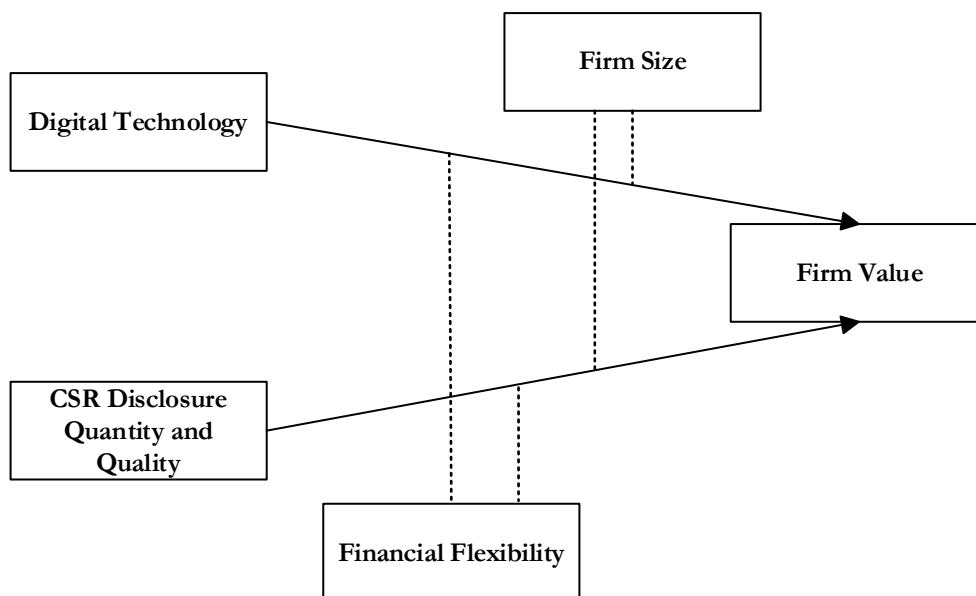 Firm Size
Digital Technology
Firm Value
CSR Disclosure
Quantity and
Quality
Financial Flexibility